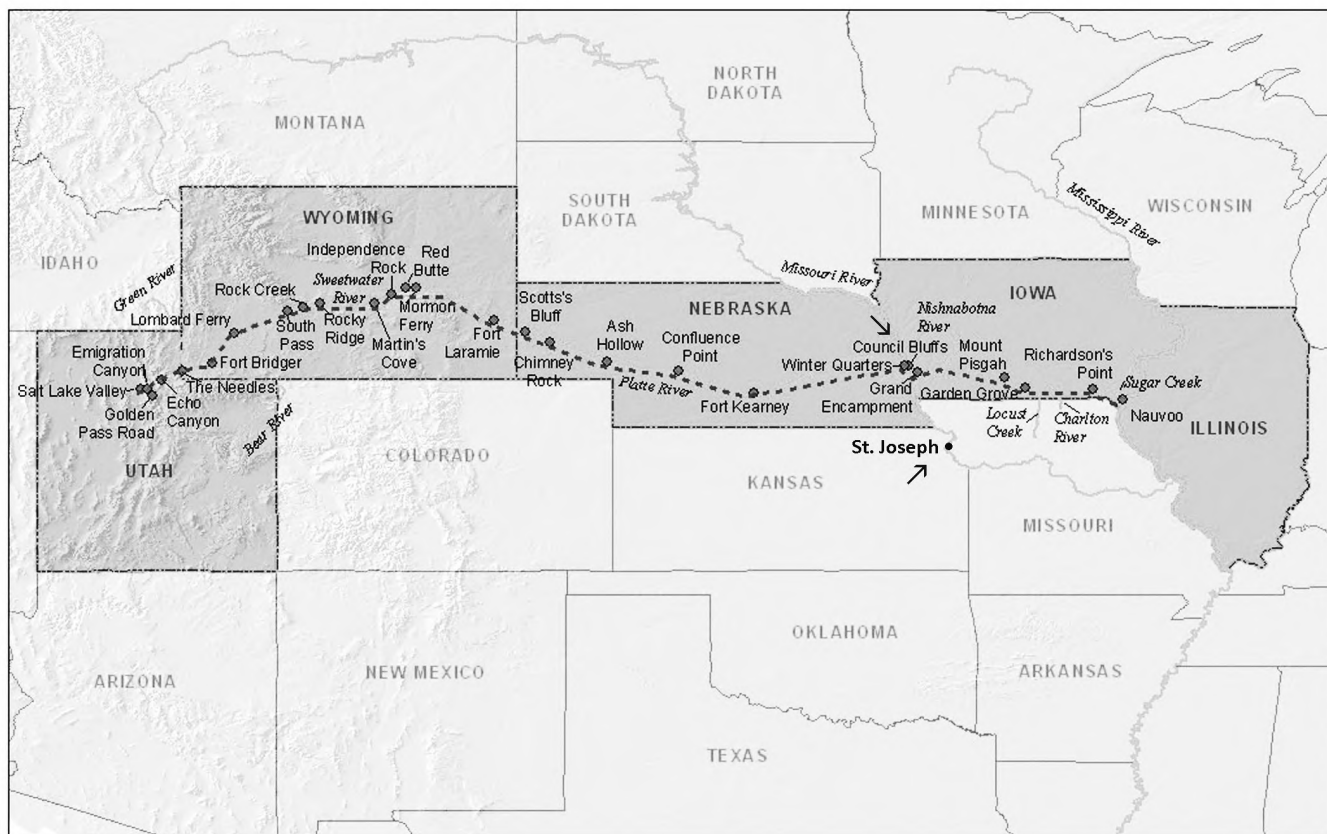 NORTH
DAKOTA
MONTANA
MINNESOTA
WISCONSIN
Mississippi River
SOUTH
DAKOTA
WYOMING
IDAHO
Green River
Independence
Rock
Red
Butte
Sweetwater
River
Rock Creek
Mormon
Ferry
Lombard Ferry
South
Pass
Rocky
Ridge
Martin's
Cove
Fort
Laramie
Scotts's
Bluff
Missouri River
NEBRASKA
IOWA
Nishnabotna
River
Ash
Hollow
Confluence
Point
Council Bluffs
Mount
Pisgah
Richardson's
Point
Emigration
Canyon
Fort Bridger
Chimney
Rock
Winter Quarters
Salt Lake Valley
The Needles
Platte River
Grand
Encampment
Garden Grove
Sugar Creek
Golden
Pass Road
Echo
Canyon
Bear River
Fort Kearney
Locust
Creek
Charlton
River
Nauvoo
ILLINOIS
UTAH
COLORADO
St. Joseph
KANSAS
MISSOURI
OKLAHOMA
ARIZONA
NEW MEXICO
ARKANSAS
TEXAS